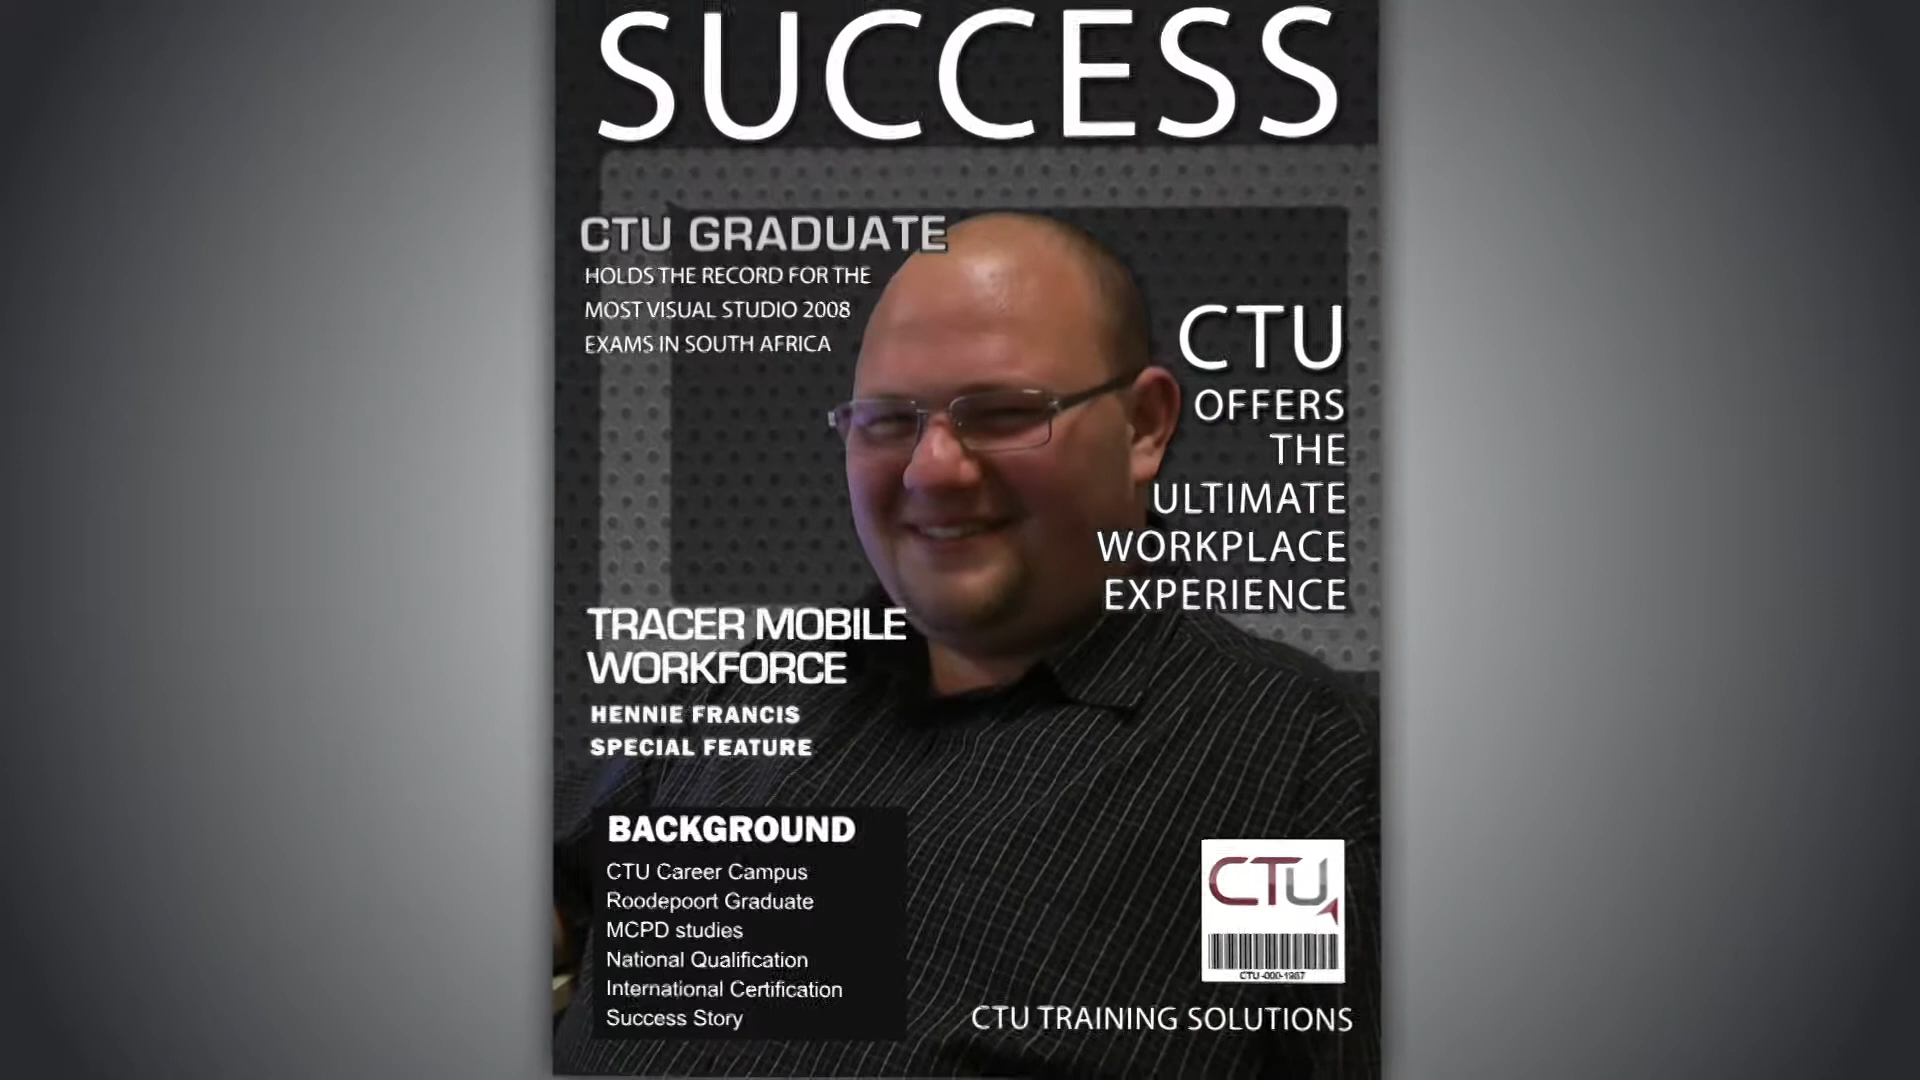 SUCCESS
CTU GRADUATE
HOLDS THE RECORD FOR THE
MOST VISUAL STUDIO 2008
EXAMS IN SOUTH AFRICA
CTU
OFFERS
THE
ULTIMATE
WORKPLACE
EXPERIENCE
TRACER MOBILE
WORKFORCE
HENNIE FRANCIS
SPECIAL FEATURE
BACKGROUND
CTU Career Campus
Roodepoort Graduate
MCPD studies
National Qualification
International Certification
Success Story
CTU
CTU -000-1987
CTU TRAINING SOLUTIONS